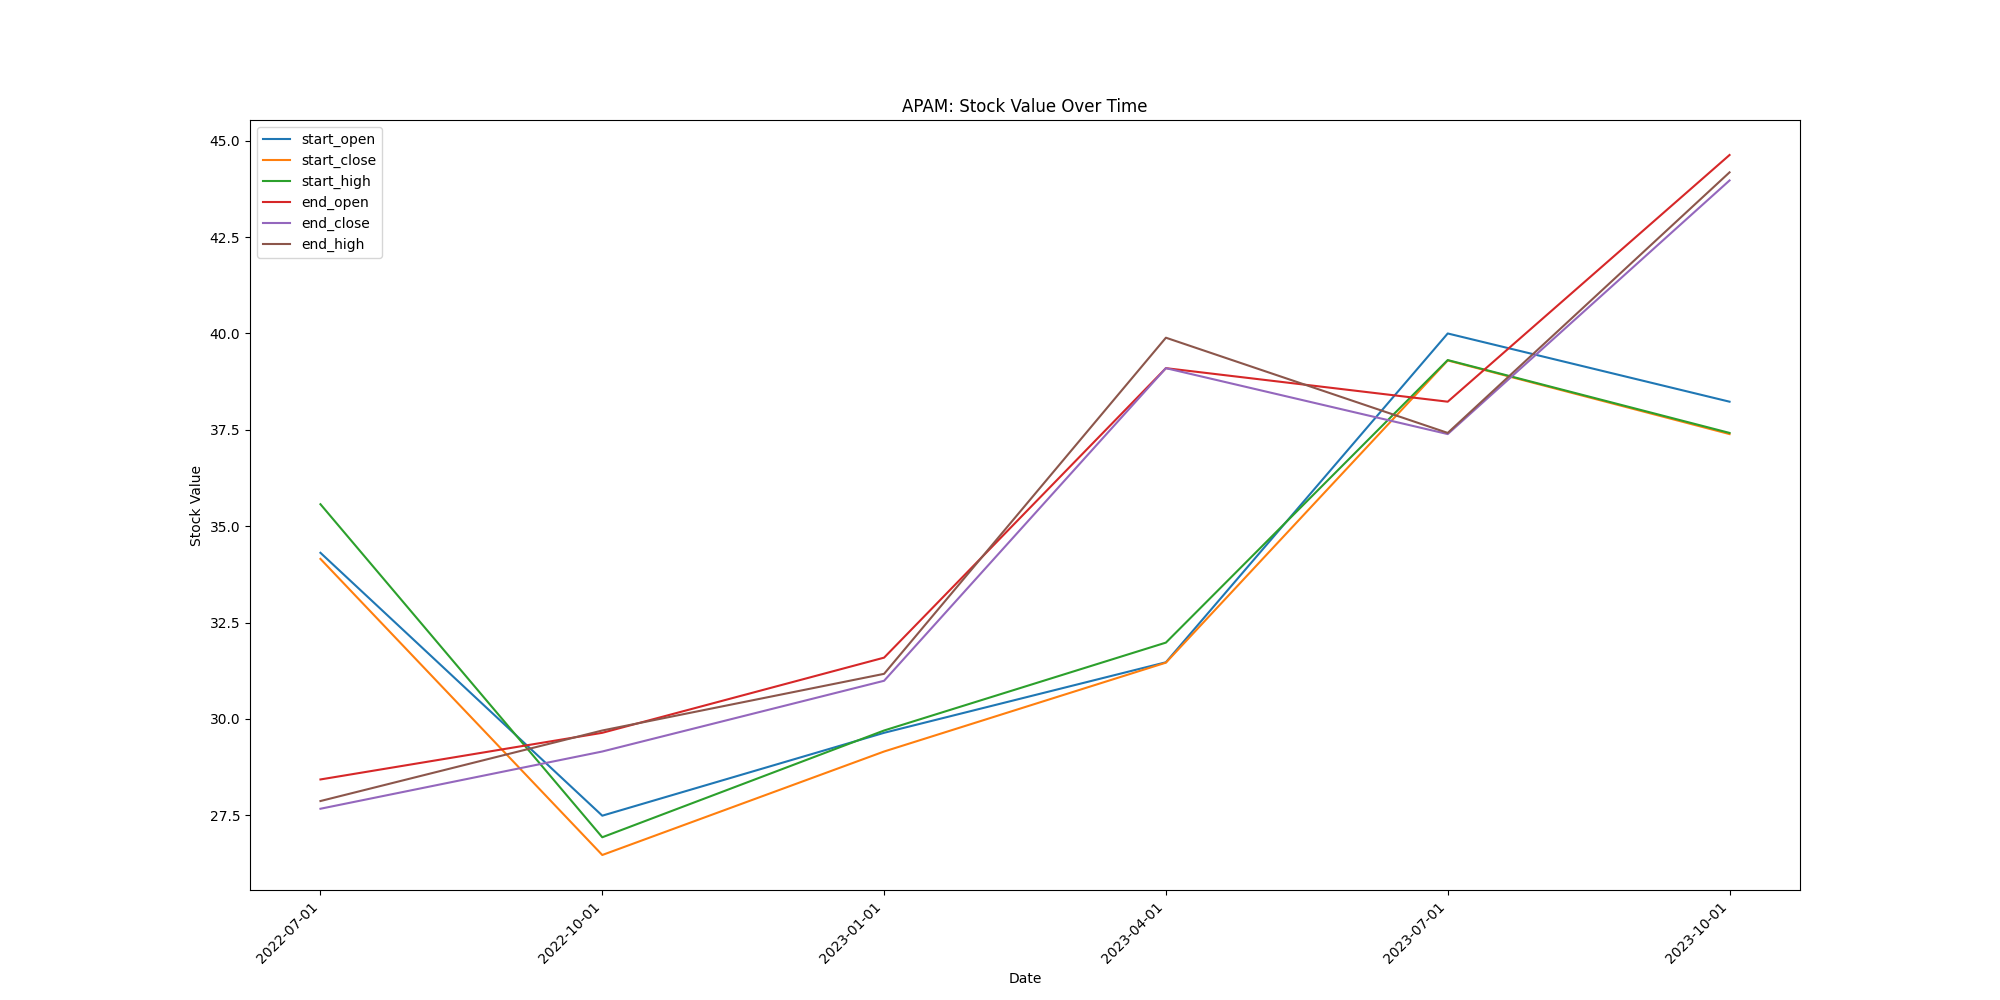 APAM: Stock Value Over Time
start_open
start_close
start_high
end_open
end_close
end_high
45.0
42.5
40.0
37.5
35.0
32.5
30.0
27.5
Stock Value
2022-07-01
2022-10-01
2023-01-01
2023-04-01
2023-07-01
2023-10-01
Date